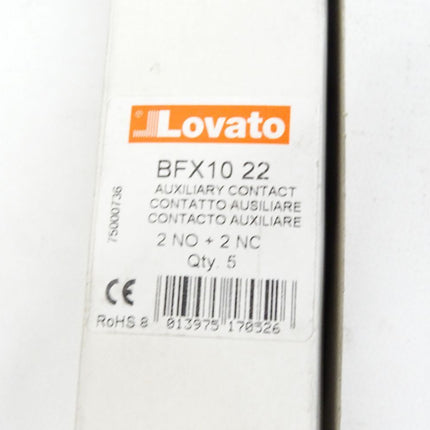 Lovato
BFX10 22
AUXILIARY CONTACT
CONTATTO AUSILIARE
CONTACTO AUXILIARE
2 NO + 2 NC
Qty. 5
75000736
CE
RoHS 8 013975 170526